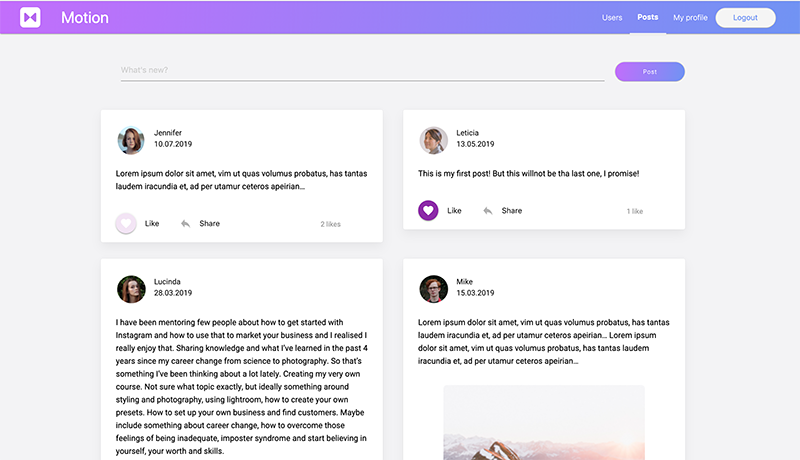 Motion
Users
Posts
My profile
Logout
What's new?
Post
Jennifer
10.07.2019
Lorem ipsum dolor sit amet, vim ut quas volumus probatus, has tantas
laudem iracundia et, ad per utamur ceteros apeirian...
Like
Share
2 likes
Leticia
13.05.2019
This is my first post! But this willnot be tha last one, I promise!
Like
Share
1 like
Lucinda
28.03.2019
I have been mentoring few people about how to get started with
Instagram and how to use that to market your business and I realised I
really enjoy that. Sharing knowledge and what I've learned in the past 4
years since my career change from science to photography. So that's
something I've been thinking about a lot lately. Creating my very own
course. Not sure what topic exactly, but ideally something around
styling and photography, using lightroom, how to create your own
presets. How to set up your own business and find customers. Maybe
include something about career change, how to overcome those
feelings of being inadequate, imposter syndrome and start believing in
yourself, your worth and skills.
Mike
15.03.2019
Lorem ipsum dolor sit amet, vim ut quas volumus probatus, has tantas
laudem iracundia et, ad per utamur ceteros apeirian... Lorem ipsum
dolor sit amet, vim ut quas volumus probatus, has tantas laudem
iracundia et, ad per utamur ceteros apeirian...